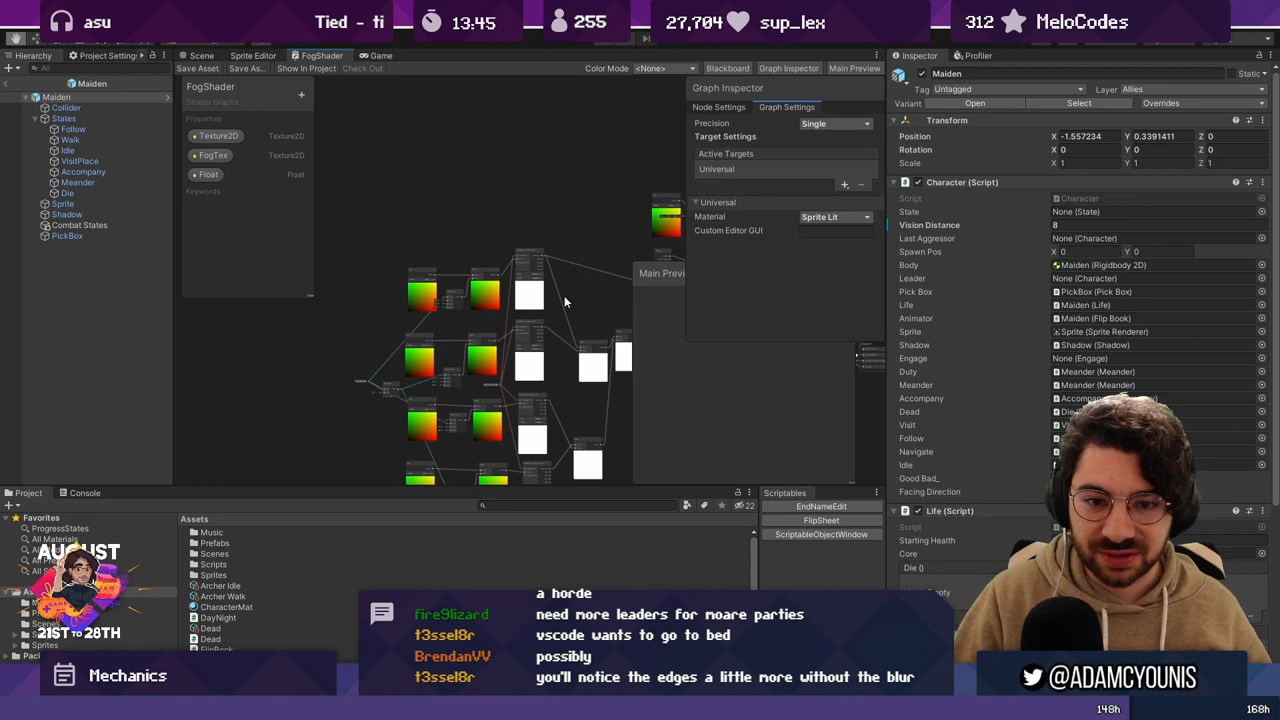 asu
Tied - ti
13:45
255
27,704
sup_lex
312
MeloCodes
Hierarchy
Project Settings
Scene
Sprite Editor
FogShader
Game
Inspector
Profiler
All
Save Asset
Save As...
Show In Project
Check Out
Color Mode
<None>
Blackboard
Graph Inspector
Main Preview
Maiden
Maiden
Collider
States
Follow
Walk
Idle
VisitPlace
Accompany
Meander
Die
Sprite
Shadow
Combat States
PickBox
FogShader
Shader Graphs
Properties
Texture2D
Texture2D
FogTex
Texture2D
Float
Float
Keywords
Graph Inspector
Node Settings
Graph Settings
Precision
Single
Target Settings
Active Targets
Universal
Universal
Material
Sprite Lit
Custom Editor GUI
Main Previ
Maiden
Static
Tag Untagged
Layer Allies
Variant
Open
Select
Overrides
Transform
Position X -1.557234 Y 0.3391411 Z 0
Rotation X 0 Y 0 Z 0
Scale X 1 Y 1 Z 1
Character (Script)
Script Character
State None (State)
Vision Distance 8
Last Aggressor None (Character)
Spawn Pos X 0 Y 0
Body Maiden (Rigidbody 2D)
Leader None (Character)
Pick Box PickBox (Pick Box)
Life Maiden (Life)
Animator Maiden (Flip Book)
Sprite Sprite (Sprite Renderer)
Shadow Shadow (Shadow)
Engage None (Engage)
Duty Meander (Meander)
Meander Meander (Meander)
Accompany
Dead
Visit
Follow
Navigate
Idle
Good Bad_
Facing Direction
Life (Script)
Script
Starting Health
Core
Die ()
Project
Console
22
Scriptables
EndNameEdit
FlipSheet
ScriptableObjectWindow
Favorites
ProgressStates
All Materials
Assets
Music
Prefabs
Scenes
Scripts
Sprites
Archer Idle
Archer Walk
CharacterMat
DayNight
Dead
Dead
Sprites
AUGUST
21ST TO 28TH
a horde
fire9lizard need more leaders for moare parties
t3ssel8r vscode wants to go to bed
BrendanVV possibly
t3ssel8r you'll notice the edges a little more without the blur
Mechanics
@ADAMCYOUNIS
148h
168h